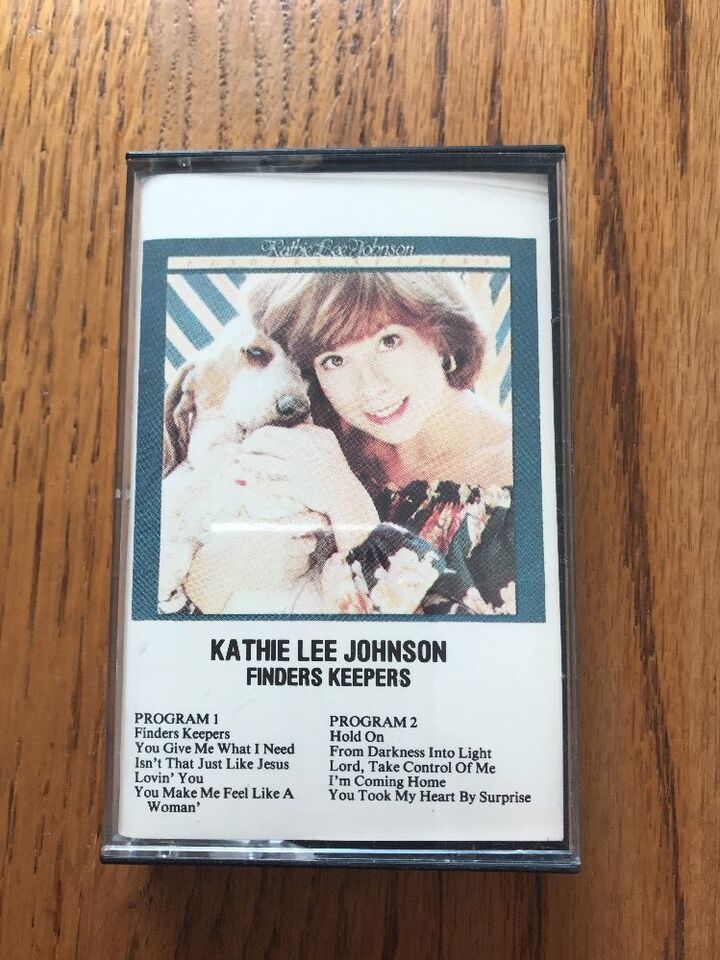 Kathie Lee Johnson
FINDERS KEEPERS
KATHIE LEE JOHNSON
FINDERS KEEPERS
PROGRAM 1
Finders Keepers
You Give Me What I Need
Isn't That Just Like Jesus
Lovin' You
You Make Me Feel Like A
Woman'
PROGRAM 2
Hold On
From Darkness Into Light
Lord, Take Control Of Me
I'm Coming Home
You Took My Heart By Surprise